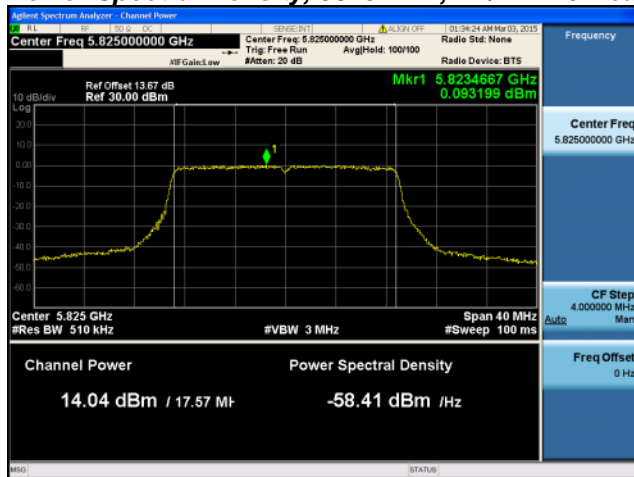 Agilent Spectrum Analyzer - Channel Power
RL RF 50 Ω DC SENSE:INT ALIGN OFF 01:34:24 AM Mar 03, 2015
Center Freq 5.825000000 GHz Center Freq: 5.825000000 GHz Radio Std: None Frequency
Trig: Free Run Avg|Hold: 100/100
#IFGain:Low #Atten: 20 dB Radio Device: BTS
Mkr1 5.8234667 GHz
Ref Offset 13.67 dB
10 dB/div Ref 30.00 dBm 0.093199 dBm
Log
20.0
10.0
0.00
-10.0
-20.0
-30.0
-40.0
-50.0
-60.0
1
Center Freq
5.825000000 GHz
Center 5.825 GHz Span 40 MHz
#Res BW 510 kHz #VBW 3 MHz #Sweep 100 ms
CF Step
4.000000 MHz
Auto Man
Channel Power Power Spectral Density
14.04 dBm / 17.57 MH -58.41 dBm /Hz
Freq Offset
0 Hz
MSG STATUS